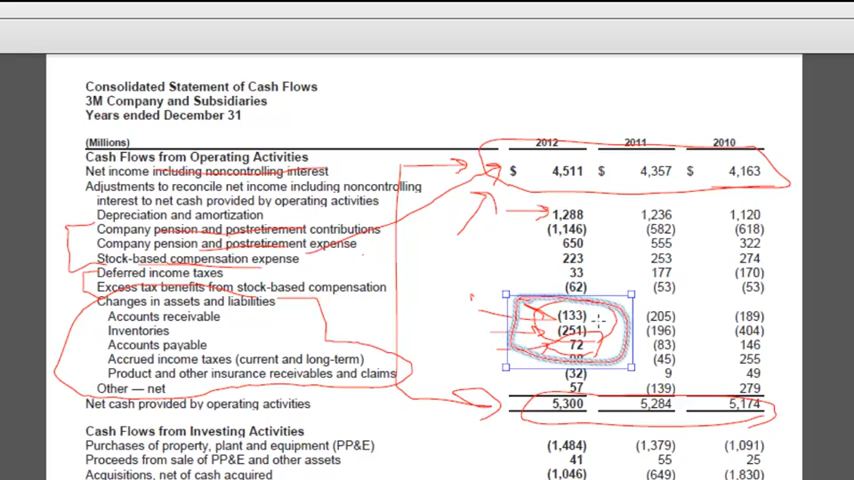 Consolidated Statement of Cash Flows
3M Company and Subsidiaries
Years ended December 31
(Millions) 2012 2011 2010
Cash Flows from Operating Activities
Net income including noncontrolling interest $ 4,511 $ 4,357 $ 4,163
Adjustments to reconcile net income including noncontrolling
interest to net cash provided by operating activities
Depreciation and amortization 1,288 1,236 1,120
Company pension and postretirement contributions (1,146) (582) (618)
Company pension and postretirement expense 650 555 322
Stock-based compensation expense 223 253 274
Deferred income taxes 33 177 (170)
Excess tax benefits from stock-based compensation (62) (53) (53)
Changes in assets and liabilities
Accounts receivable (133) (205) (189)
Inventories (251) (196) (404)
Accounts payable 72 (83) 146
Accrued income taxes (current and long-term) (45) 255
Product and other insurance receivables and claims (32) 9 49
Other — net 57 (139) 279
Net cash provided by operating activities 5,300 5,284 5,174
Cash Flows from Investing Activities
Purchases of property, plant and equipment (PP&E) (1,484) (1,379) (1,091)
Proceeds from sale of PP&E and other assets 41 55 25
Acquisitions, net of cash acquired (1,046) (649) (1,830)